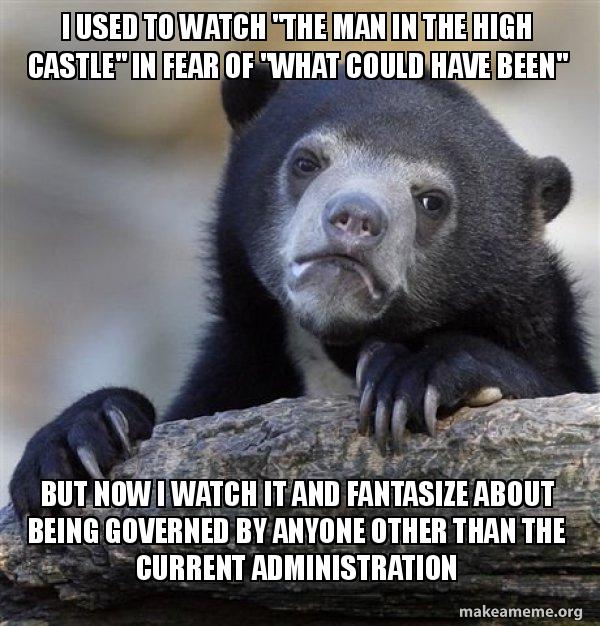 I USED TO WATCH "THE MAN IN THE HIGH
CASTLE" IN FEAR OF "WHAT COULD HAVE BEEN"
BUT NOW I WATCH IT AND FANTASIZE ABOUT
BEING GOVERNED BY ANYONE OTHER THAN THE
CURRENT ADMINISTRATION
makeameme.org